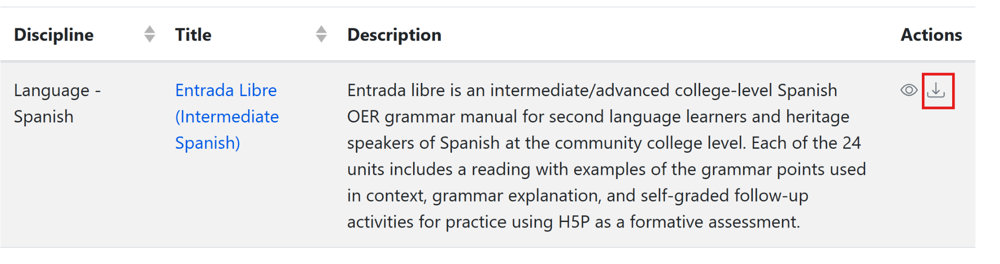 Discipline Title Description Actions
Language -
Spanish
Entrada Libre
(Intermediate
Spanish)
Entrada libre is an intermediate/advanced college-level Spanish
OER grammar manual for second language learners and heritage
speakers of Spanish at the community college level. Each of the 24
units includes a reading with examples of the grammar points used
in context, grammar explanation, and self-graded follow-up
activities for practice using H5P as a formative assessment.